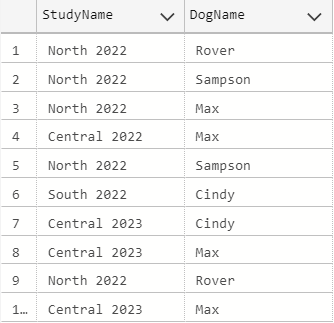 StudyName DogName
1 North 2022 Rover
2 North 2022 Sampson
3 North 2022 Max
4 Central 2022 Max
5 North 2022 Sampson
6 South 2022 Cindy
7 Central 2023 Cindy
8 Central 2023 Max
9 North 2022 Rover
1… Central 2023 Max